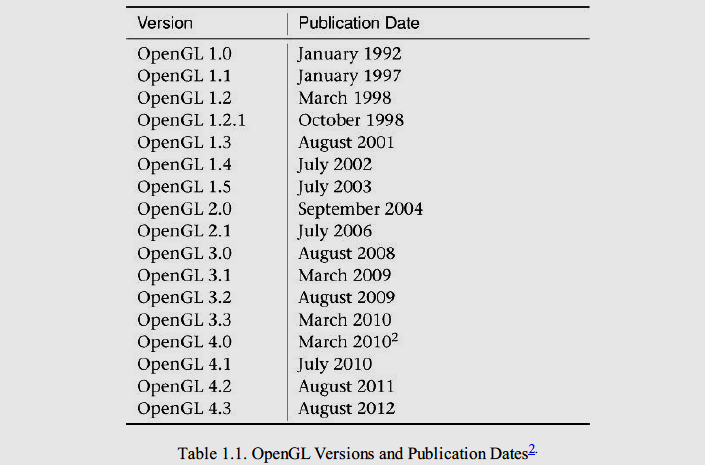 Version Publication Date
OpenGL 1.0 January 1992
OpenGL 1.1 January 1997
OpenGL 1.2 March 1998
OpenGL 1.2.1 October 1998
OpenGL 1.3 August 2001
OpenGL 1.4 July 2002
OpenGL 1.5 July 2003
OpenGL 2.0 September 2004
OpenGL 2.1 July 2006
OpenGL 3.0 August 2008
OpenGL 3.1 March 2009
OpenGL 3.2 August 2009
OpenGL 3.3 March 2010
OpenGL 4.0 March 2010²
OpenGL 4.1 July 2010
OpenGL 4.2 August 2011
OpenGL 4.3 August 2012
Table 1.1. OpenGL Versions and Publication Dates².